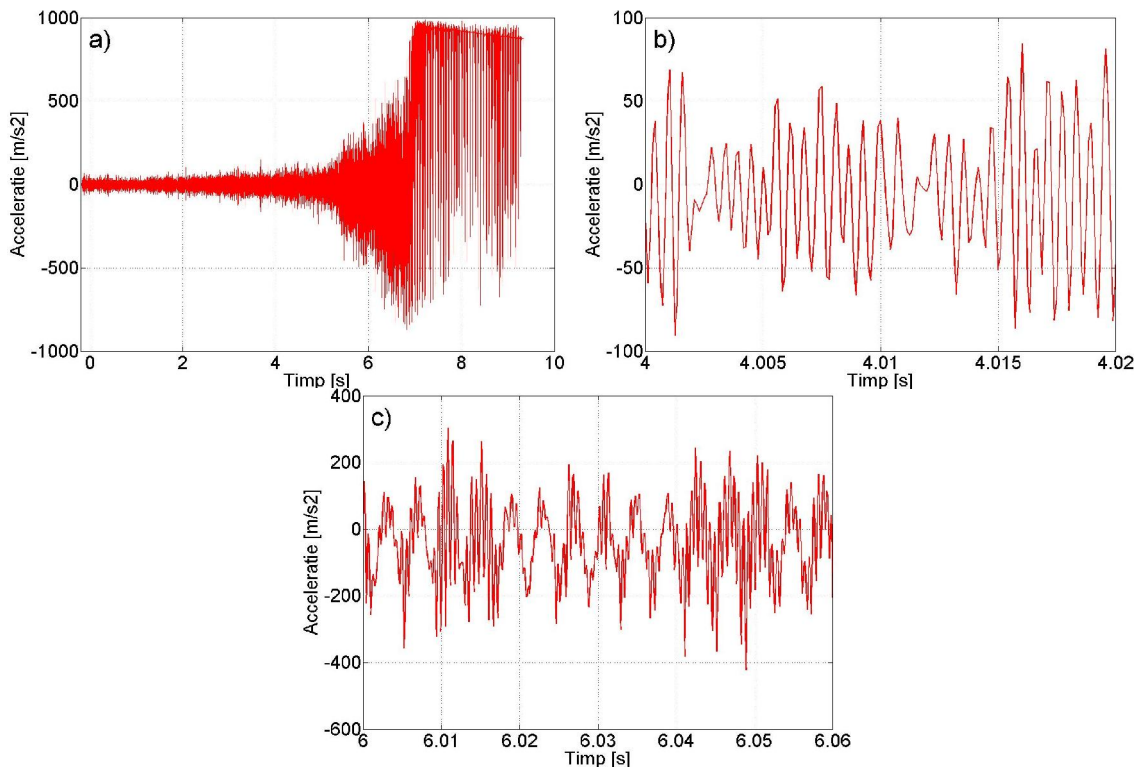 a)
1000
500
0
-500
-1000
Acceleratie [m/s2]
0 2 4 6 8 10
Timp [s]
b)
100
50
0
-50
-100
Acceleratie [m/s2]
4 4.005 4.01 4.015 4.02
Timp [s]
c)
400
200
0
-200
-400
-600
Acceleratie [m/s2]
6 6.01 6.02 6.03 6.04 6.05 6.06
Timp [s]